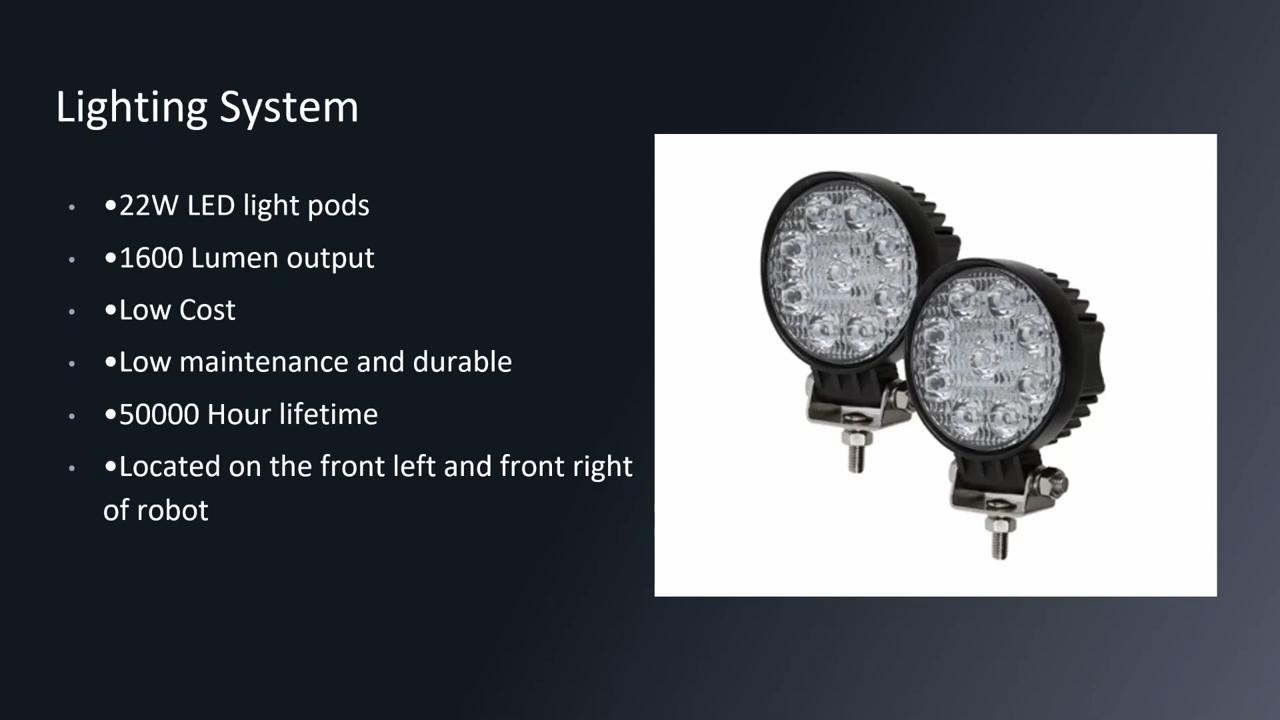 Lighting System
• •22W LED light pods
• •1600 Lumen output
• •Low Cost
• •Low maintenance and durable
• •50000 Hour lifetime
• •Located on the front left and front right
of robot